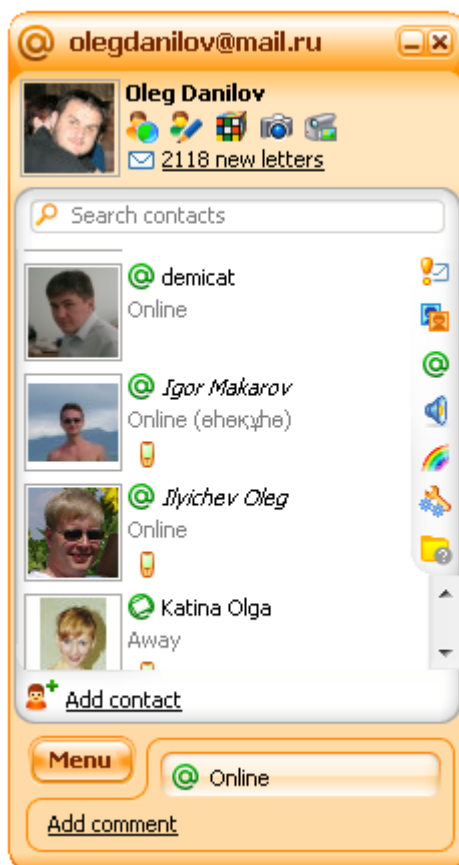 olegdanilov@mail.ru
Oleg Danilov
2118 new letters
Search contacts
demicat
Online
Igor Makarov
Online (өһөқұһө)
Ilyichev Oleg
Online
Katina Olga
Away
Add contact
Menu
Online
Add comment